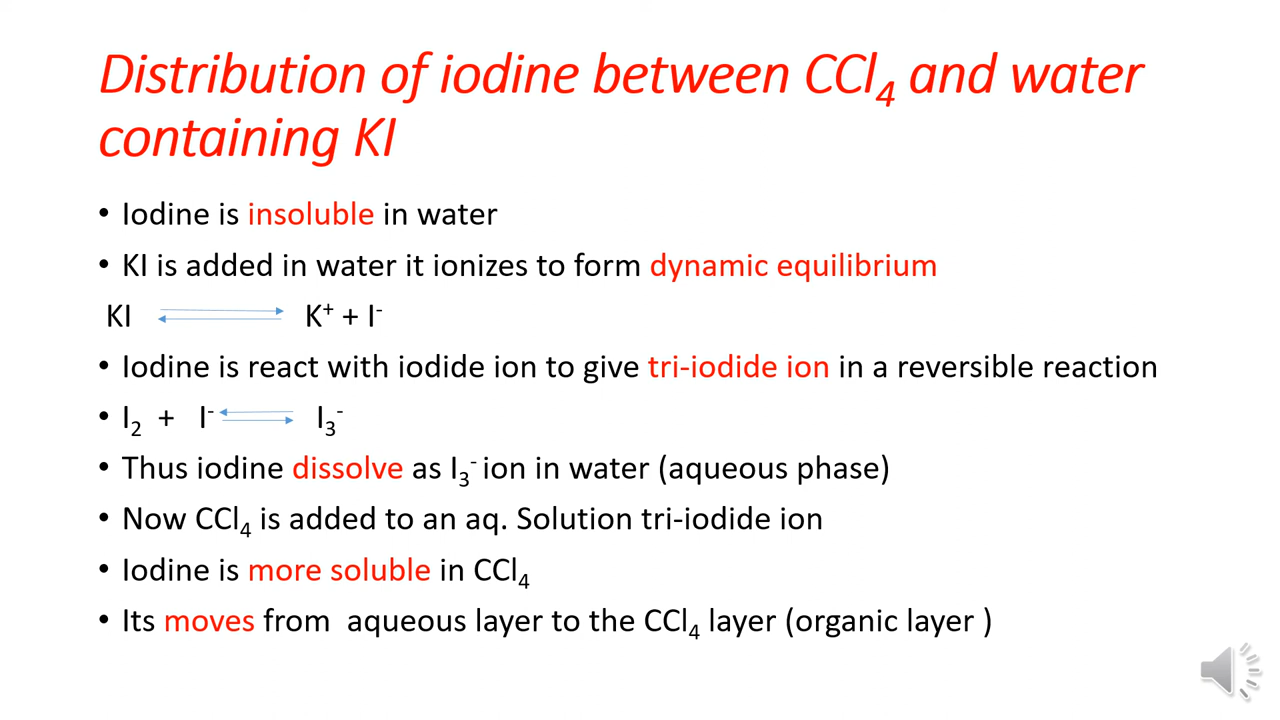 Distribution of iodine between CCl₄ and water
containing KI
• Iodine is insoluble in water
• KI is added in water it ionizes to form dynamic equilibrium
KI ⇌ K⁺ + I⁻
• Iodine is react with iodide ion to give tri-iodide ion in a reversible reaction
• I₂ + I⁻ ⇌ I₃⁻
• Thus iodine dissolve as I₃⁻ ion in water (aqueous phase)
• Now CCl₄ is added to an aq. Solution tri-iodide ion
• Iodine is more soluble in CCl₄
• Its moves from aqueous layer to the CCl₄ layer (organic layer )